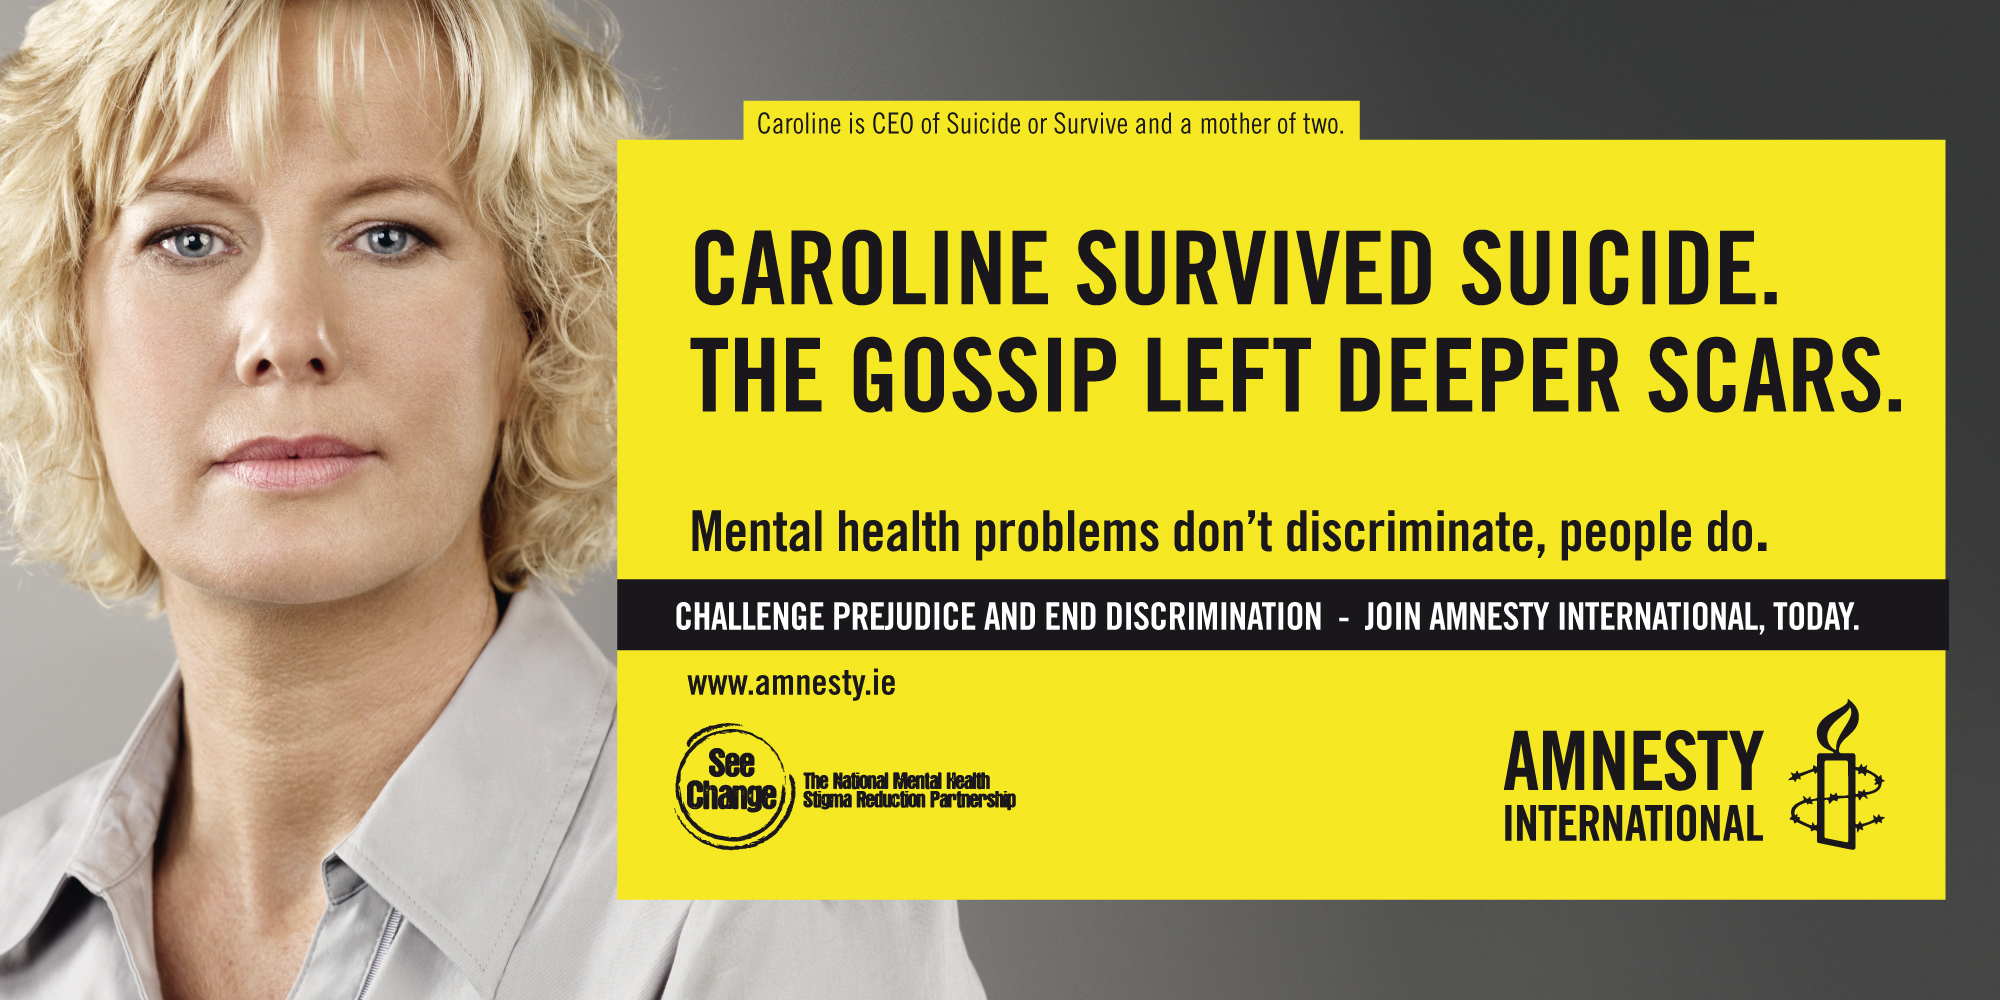 Caroline is CEO of Suicide or Survive and a mother of two.
CAROLINE SURVIVED SUICIDE.
THE GOSSIP LEFT DEEPER SCARS.
Mental health problems don’t discriminate, people do.
CHALLENGE PREJUDICE AND END DISCRIMINATION - JOIN AMNESTY INTERNATIONAL, TODAY.
www.amnesty.ie
See
Change
The National Mental Health
Stigma Reduction Partnership
AMNESTY
INTERNATIONAL